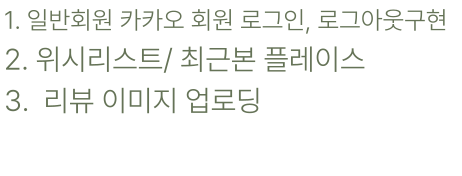 1. 일반회원 카카오 회원 로그인, 로그아웃구현
2. 위시리스트/ 최근본 플레이스
3.  리뷰 이미지 업로딩